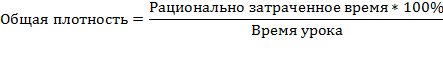 Общая плотность = Рационально затраченное время * 100%
Время урока